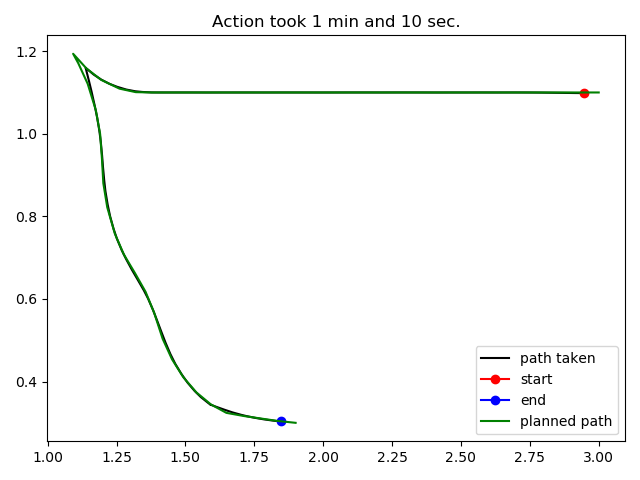 Action took 1 min and 10 sec.
1.2
1.0
0.8
0.6
0.4
path taken
start
end
planned path
1.00 1.25 1.50 1.75 2.00 2.25 2.50 2.75 3.00